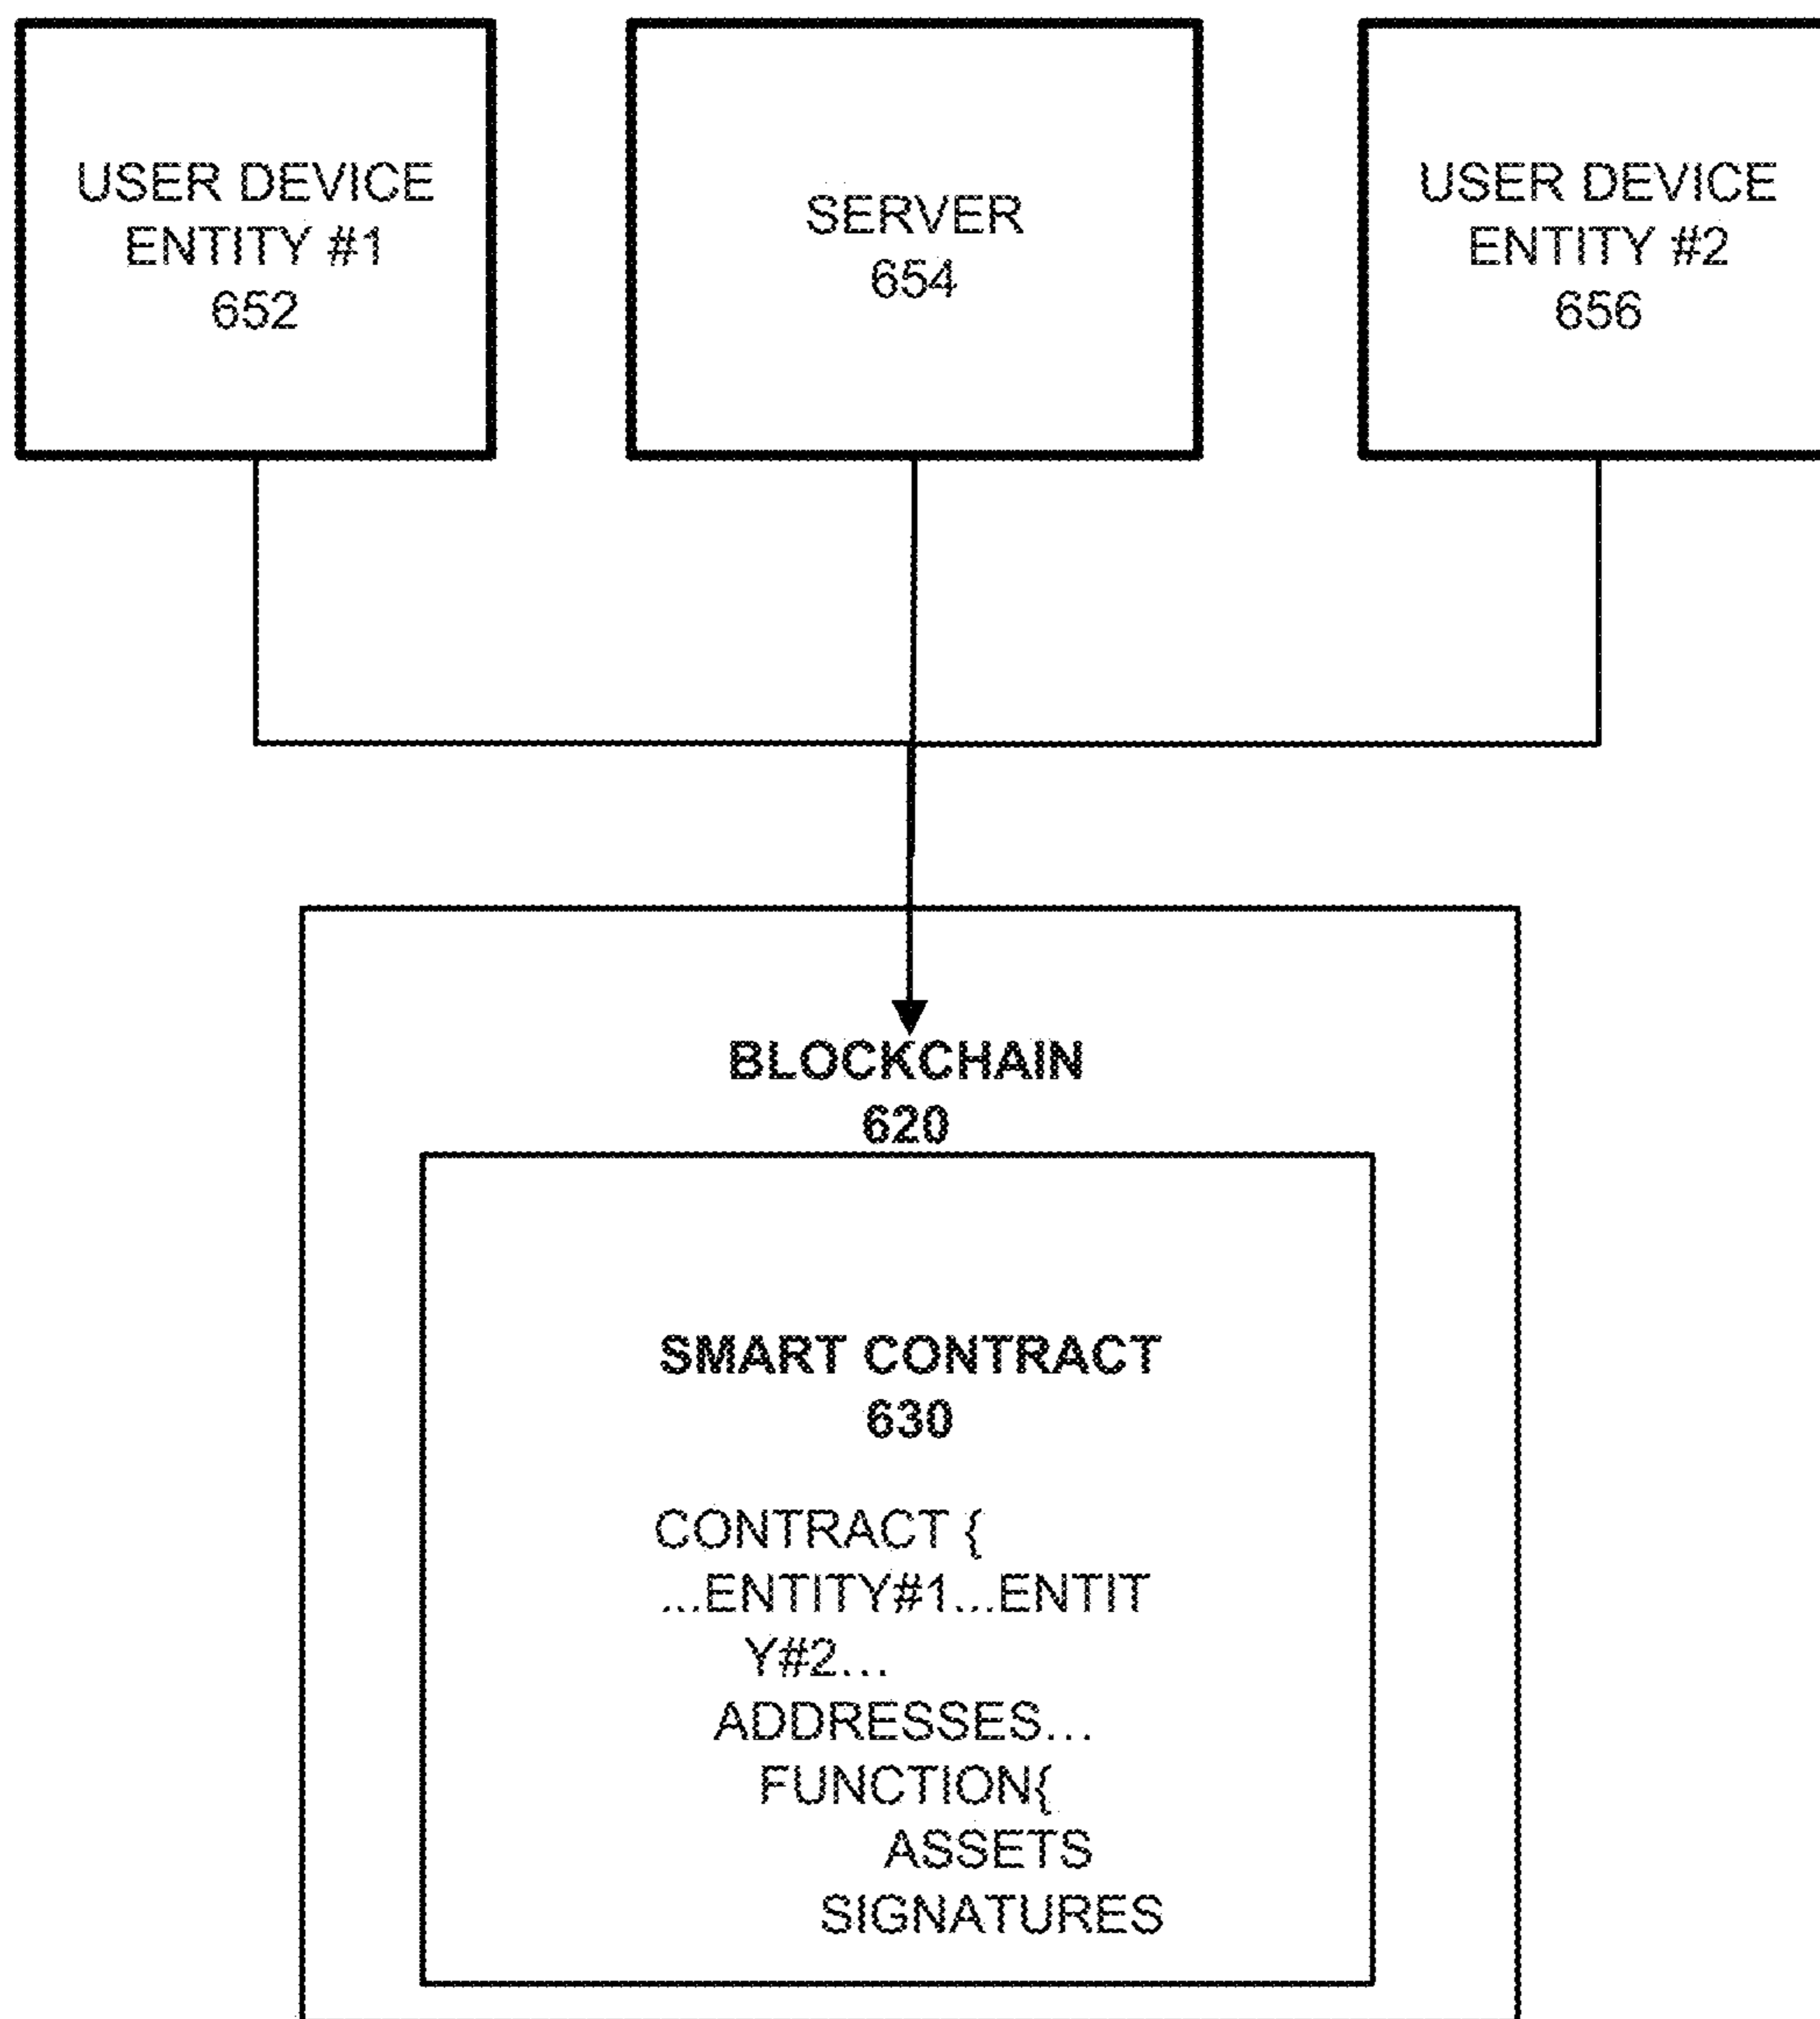 USER DEVICE
ENTITY #1
652
SERVER
654
USER DEVICE
ENTITY #2
656
BLOCKCHAIN
620
SMART CONTRACT
630
CONTRACT {
...ENTITY#1...ENTIT
Y#2...
ADDRESSES...
FUNCTION{
ASSETS
SIGNATURES